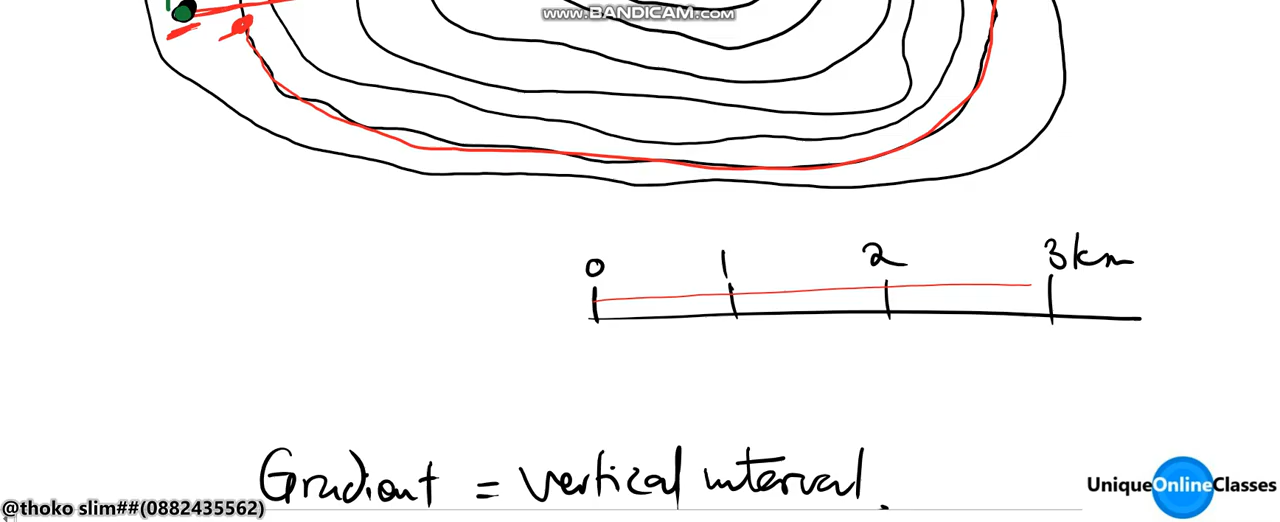 www.BANDICAM.com
0 1 2 3km
Gradient = vertical interval.
@thoko slim##(0882435562)
UniqueOnlineClasses